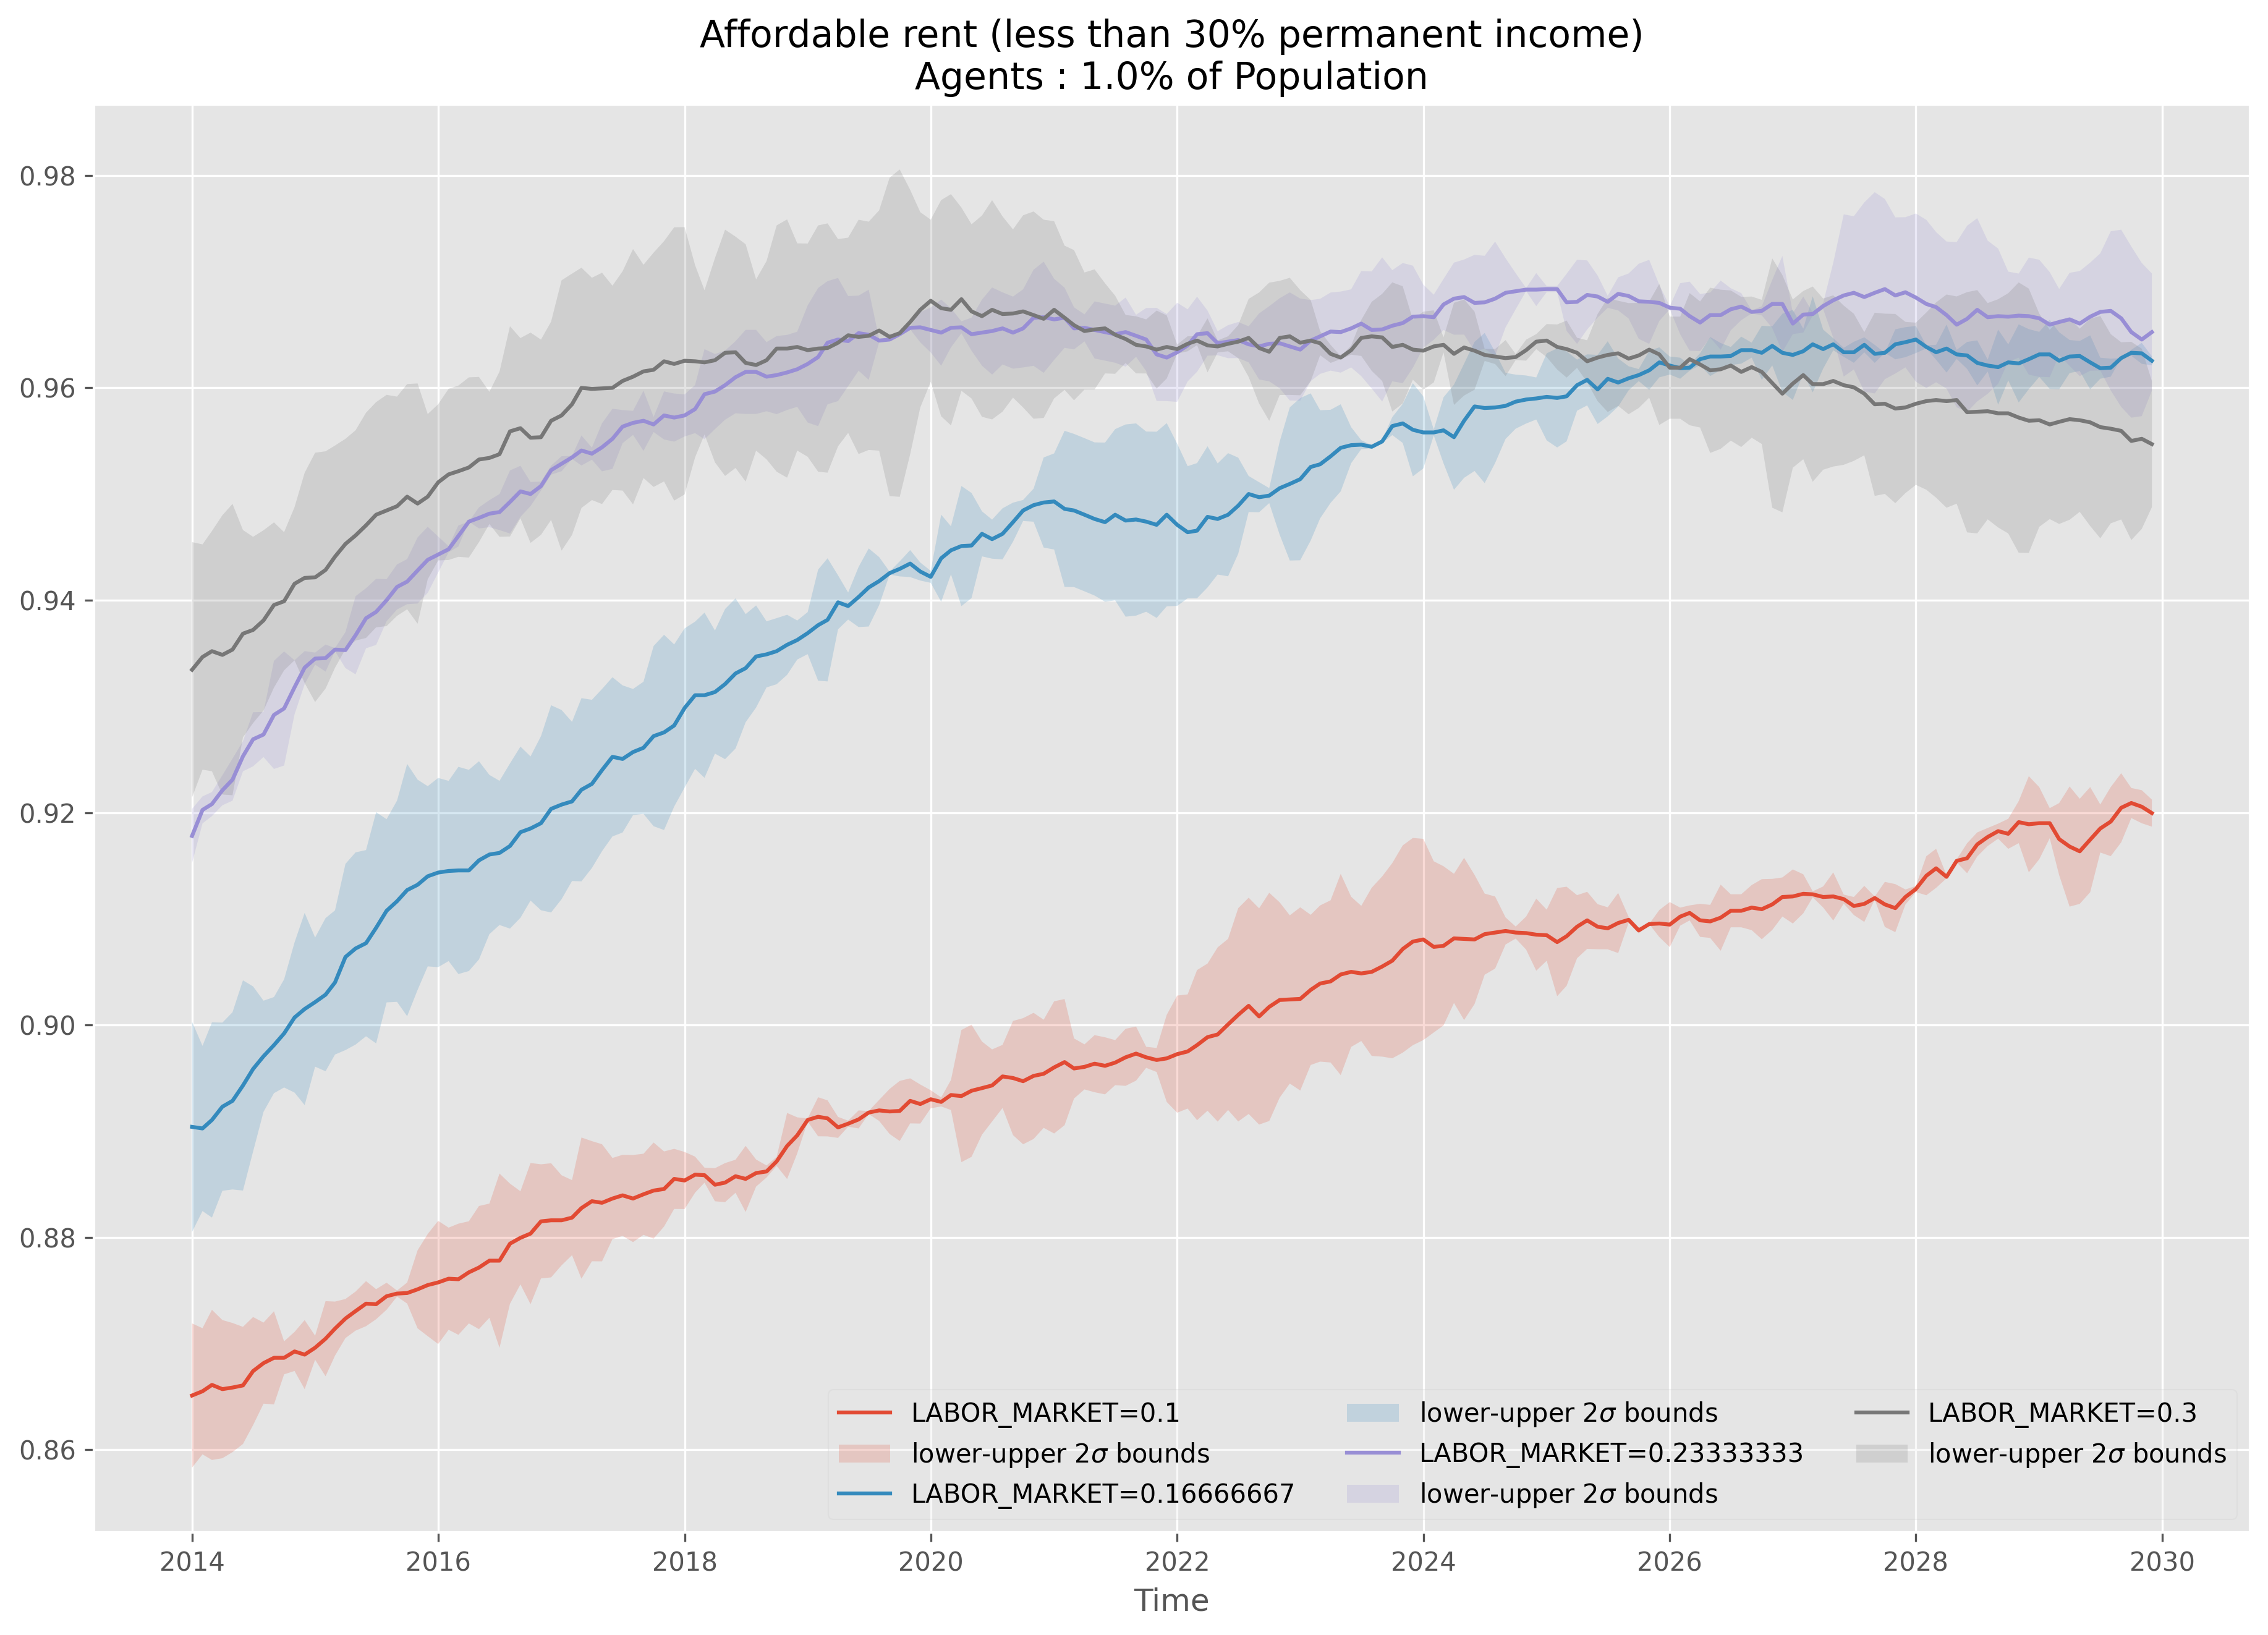 Affordable rent (less than 30% permanent income)
Agents : 1.0% of Population
0.98
0.96
0.94
0.92
0.90
0.88
0.86
LABOR_MARKET=0.1
lower-upper 2σ bounds
LABOR_MARKET=0.16666667
lower-upper 2σ bounds
LABOR_MARKET=0.23333333
lower-upper 2σ bounds
LABOR_MARKET=0.3
lower-upper 2σ bounds
2014 2016 2018 2020 2022 2024 2026 2028 2030
Time